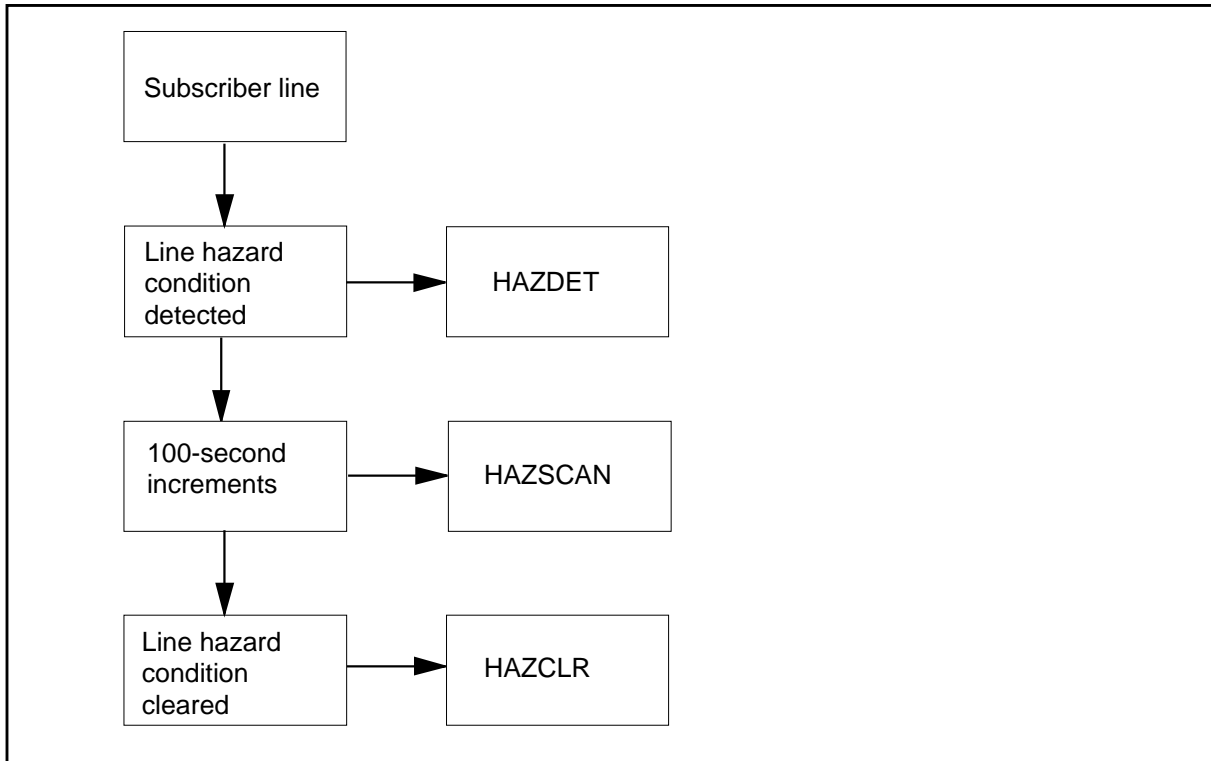 Subscriber line
Line hazard
condition
detected
HAZDET
100-second
increments
HAZSCAN
Line hazard
condition
cleared
HAZCLR